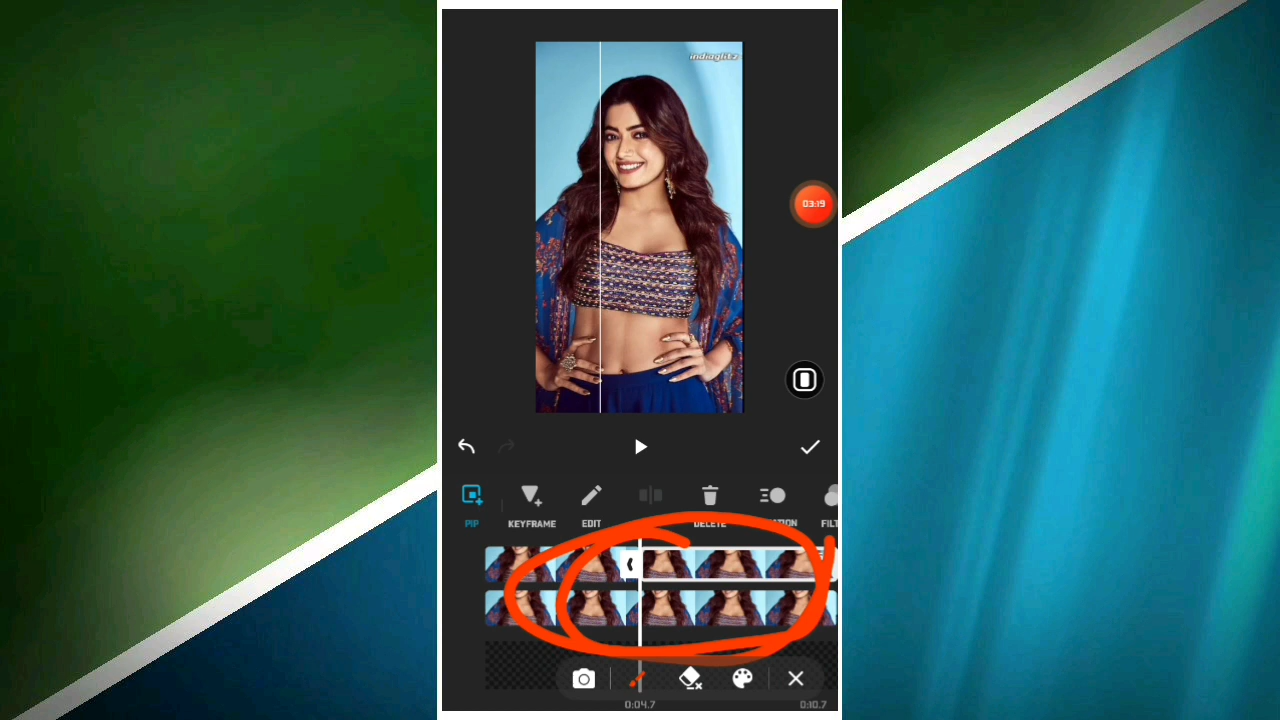 indiaglitz
03:19
PIP
KEYFRAME
EDIT
DELETE
0:04.7
0:10.7